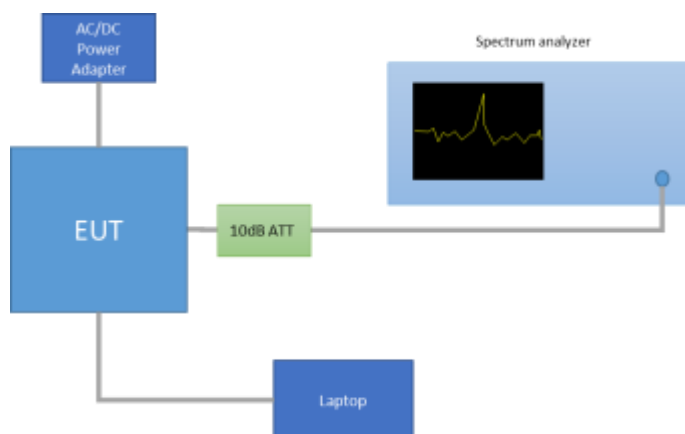 AC/DC
Power
Adapter
Spectrum analyzer
EUT
10dB ATT
Laptop